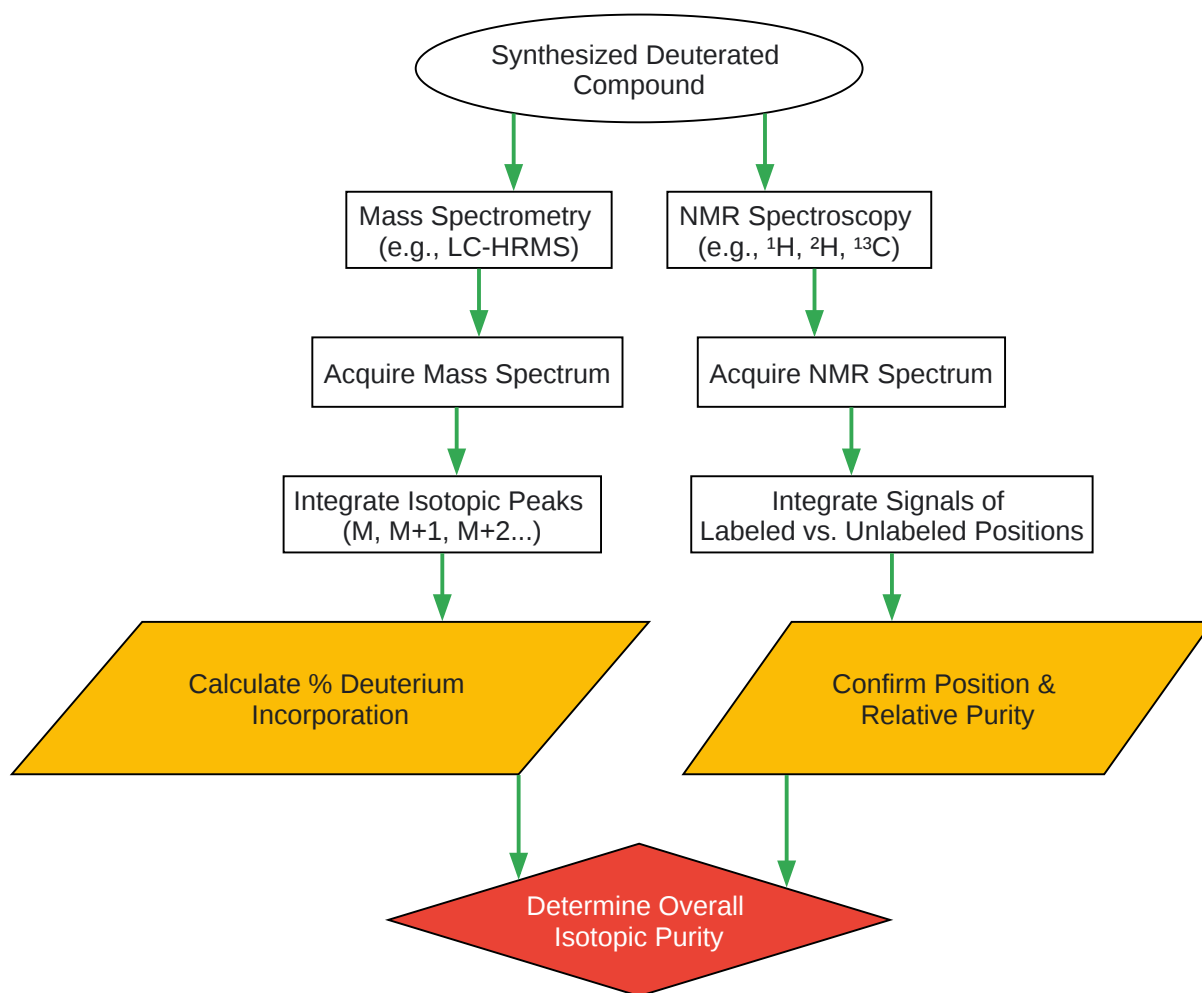 Synthesized Deuterated
Compound
Mass Spectrometry
(e.g., LC-HRMS)
NMR Spectroscopy
(e.g., ¹H, ²H, ¹³C)
Acquire Mass Spectrum
Acquire NMR Spectrum
Integrate Isotopic Peaks
(M, M+1, M+2...)
Integrate Signals of
Labeled vs. Unlabeled Positions
Calculate % Deuterium
Incorporation
Confirm Position &
Relative Purity
Determine Overall
Isotopic Purity